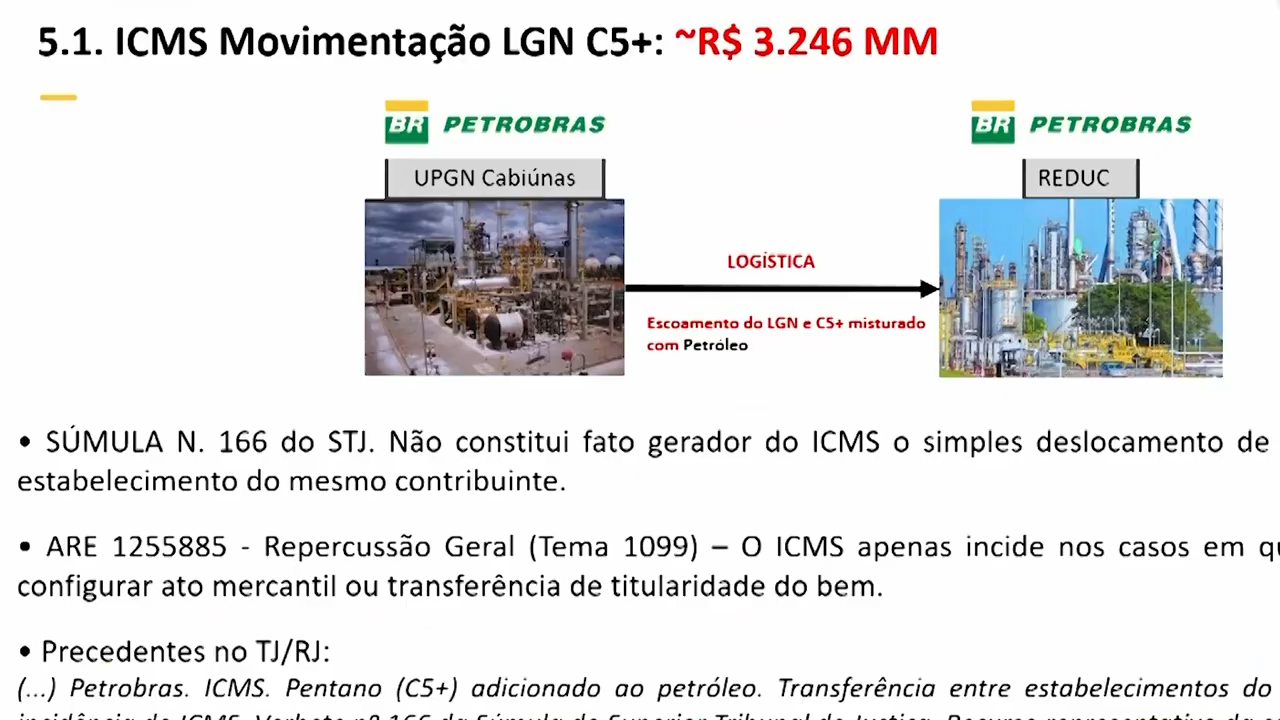 5.1. ICMS Movimentação LGN C5+: ~R$ 3.246 MM
BR PETROBRAS
BR PETROBRAS
UPGN Cabiúnas
REDUC
LOGÍSTICA
Escoamento do LGN e C5+ misturado
com Petróleo
• SÚMULA N. 166 do STJ. Não constitui fato gerador do ICMS o simples deslocamento de
estabelecimento do mesmo contribuinte.
• ARE 1255885 - Repercussão Geral (Tema 1099) – O ICMS apenas incide nos casos em
configurar ato mercantil ou transferência de titularidade do bem.
• Precedentes no TJ/RJ:
(...) Petrobras. ICMS. Pentano (C5+) adicionado ao petróleo. Transferência entre estabelecimentos do